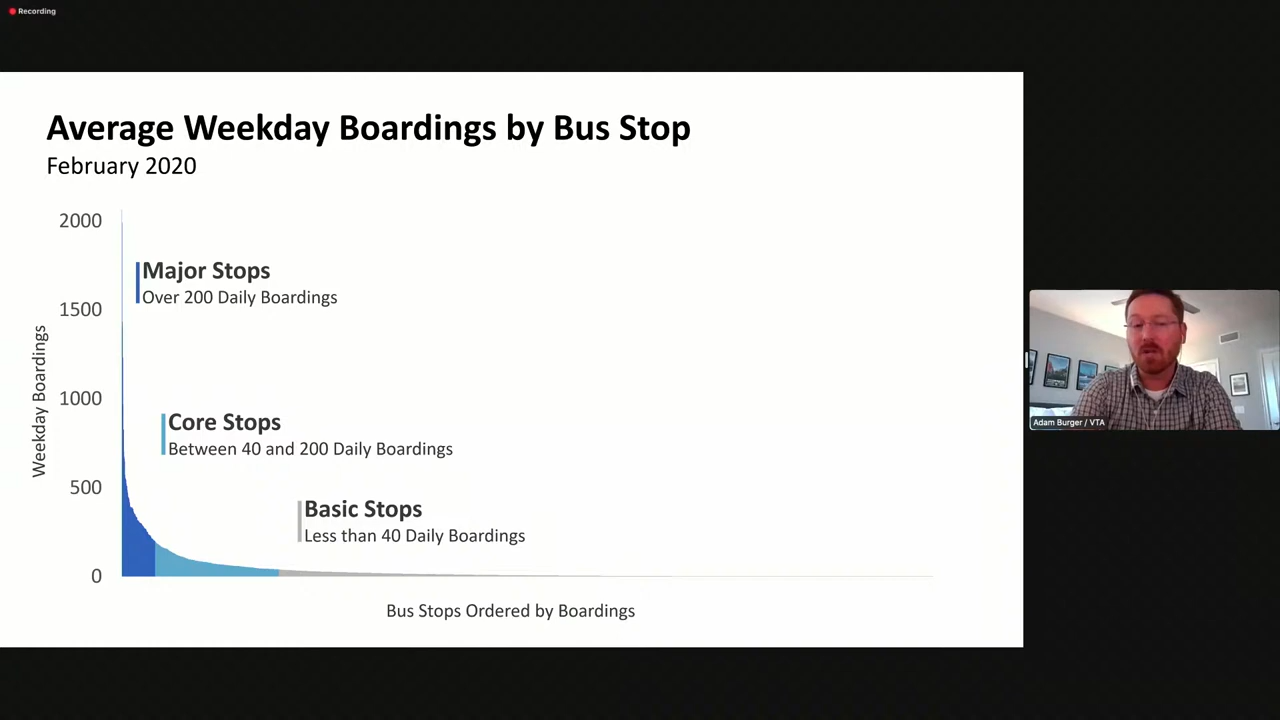 Recording
Average Weekday Boardings by Bus Stop
February 2020
2000
1500
1000
500
0
Weekday Boardings
Major Stops
Over 200 Daily Boardings
Core Stops
Between 40 and 200 Daily Boardings
Basic Stops
Less than 40 Daily Boardings
Bus Stops Ordered by Boardings
Adam Burger / VTA